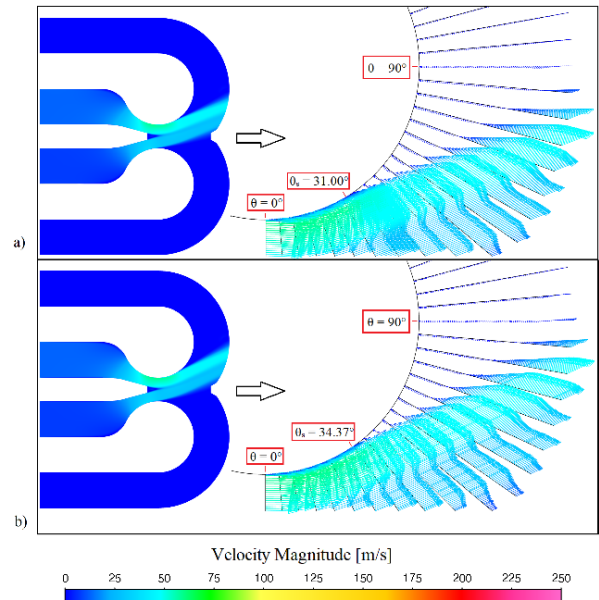 θ = 90°
θₛ = 31.00°
θ = 0°
a)
θ = 90°
θₛ = 34.37°
θ = 0°
b)
Velocity Magnitude [m/s]
0 25 50 75 100 125 150 175 200 225 250